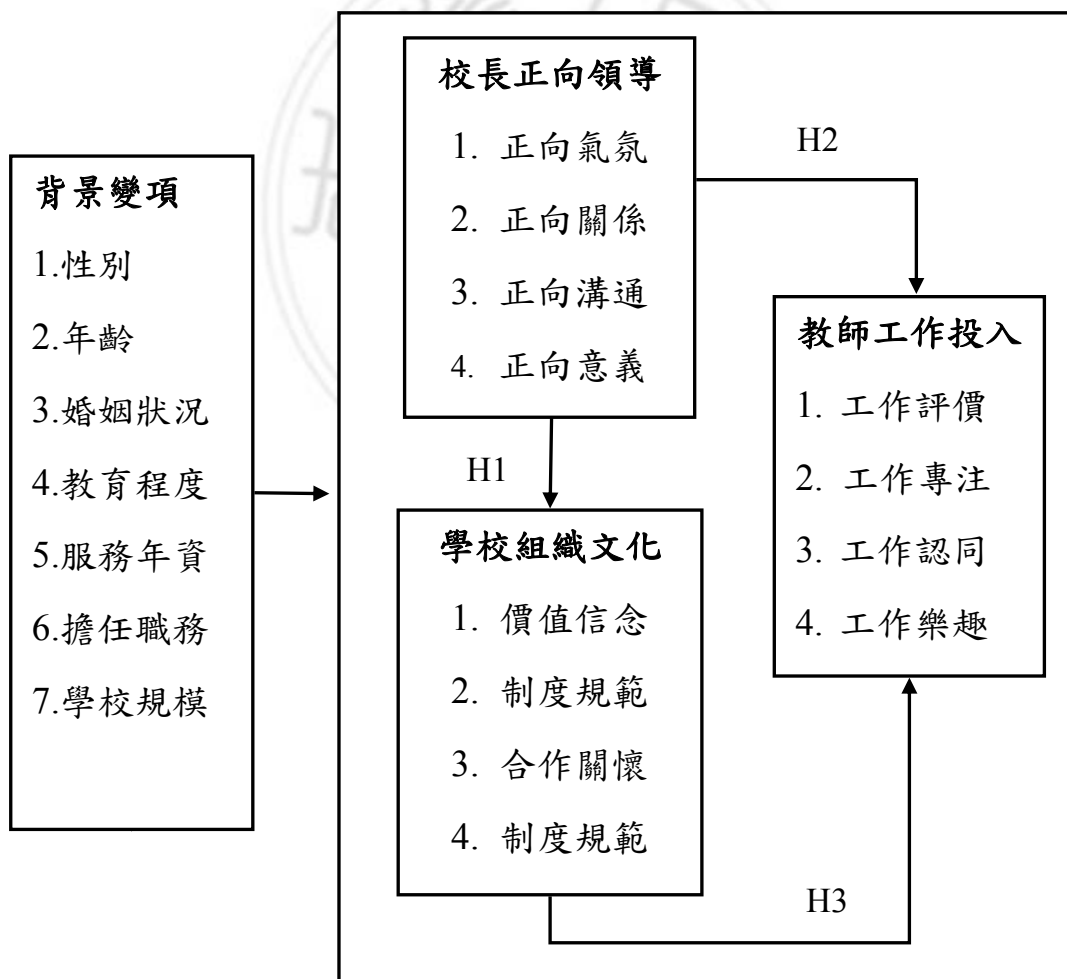 背景變項
1.性別
2.年齡
3.婚姻狀況
4.教育程度
5.服務年資
6.擔任職務
7.學校規模
校長正向領導
1. 正向氣氛
2. 正向關係
3. 正向溝通
4. 正向意義
H1
H2
學校組織文化
1. 價值信念
2. 制度規範
3. 合作關懷
4. 制度規範
H3
教師工作投入
1. 工作評價
2. 工作專注
3. 工作認同
4. 工作樂趣